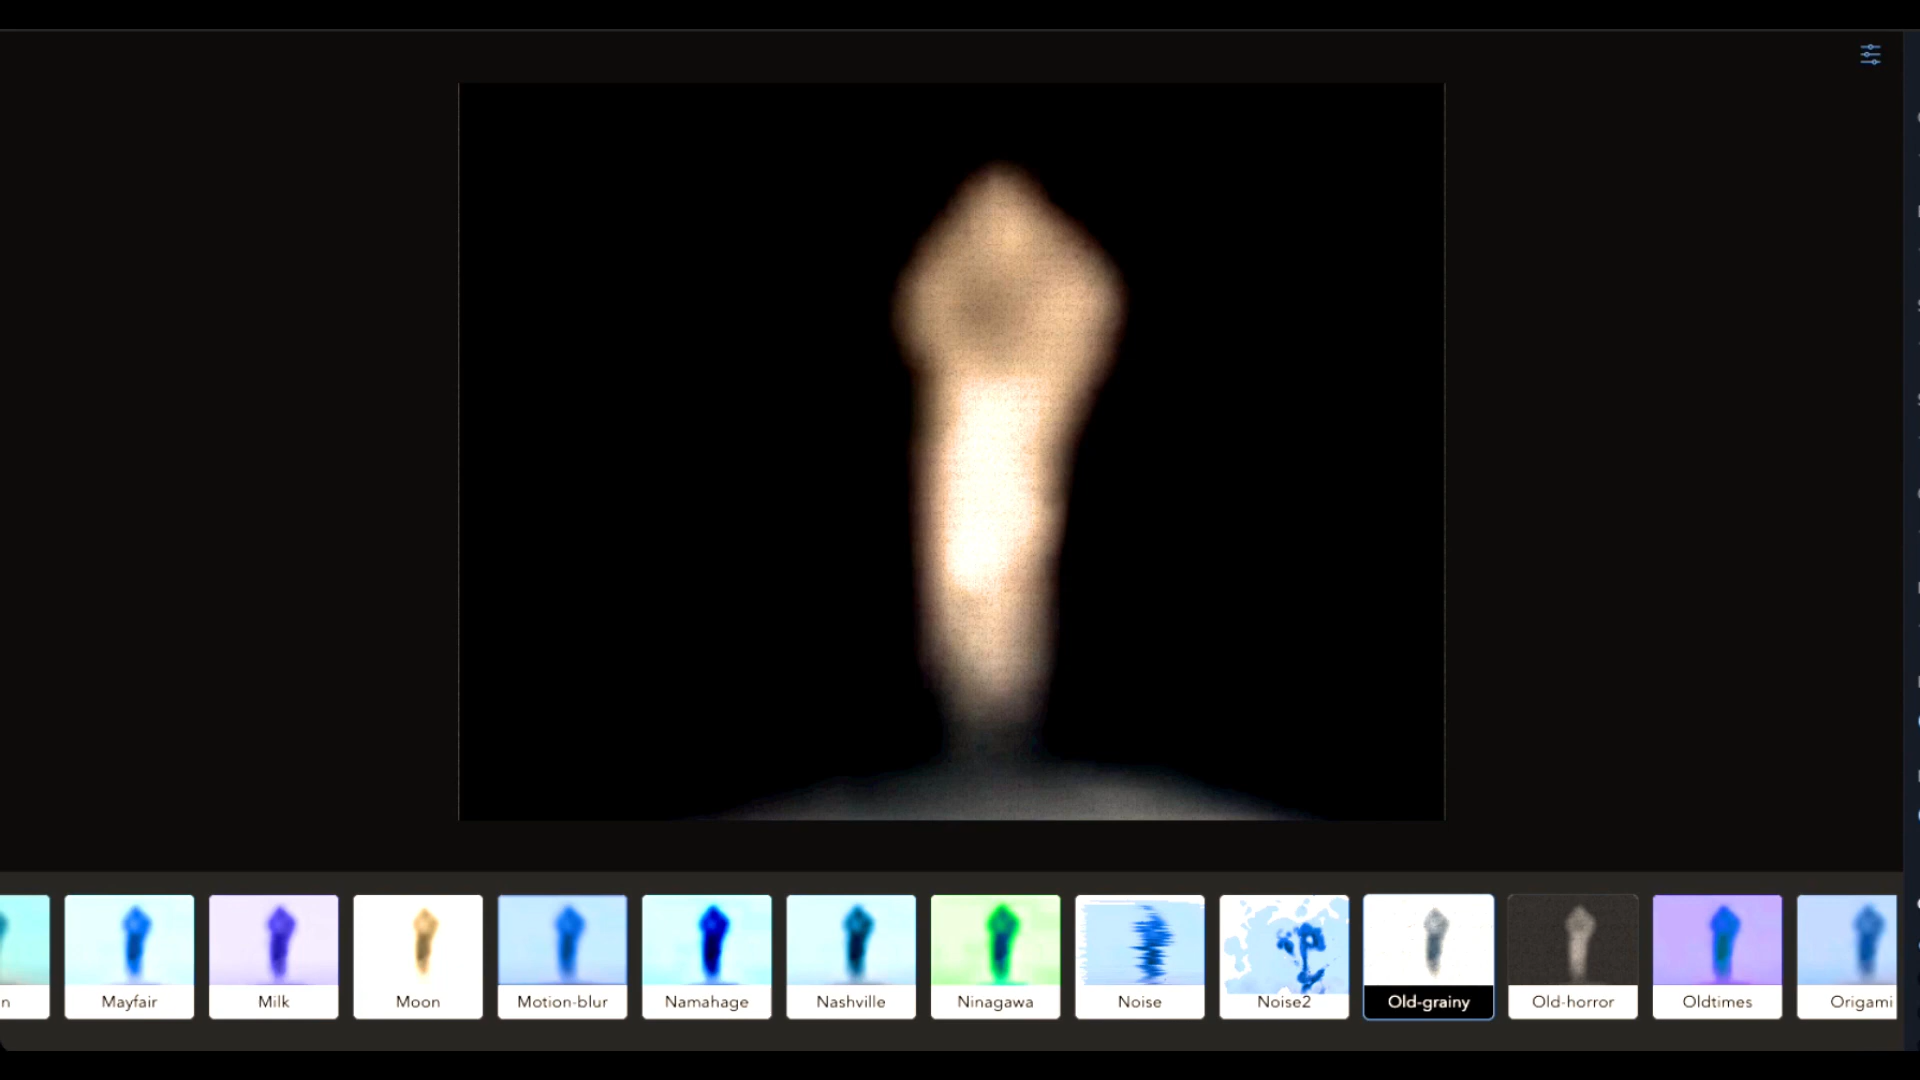 n
Mayfair
Milk
Moon
Motion-blur
Namahage
Nashville
Ninagawa
Noise
Noise2
Old-grainy
Old-horror
Oldtimes
Origami